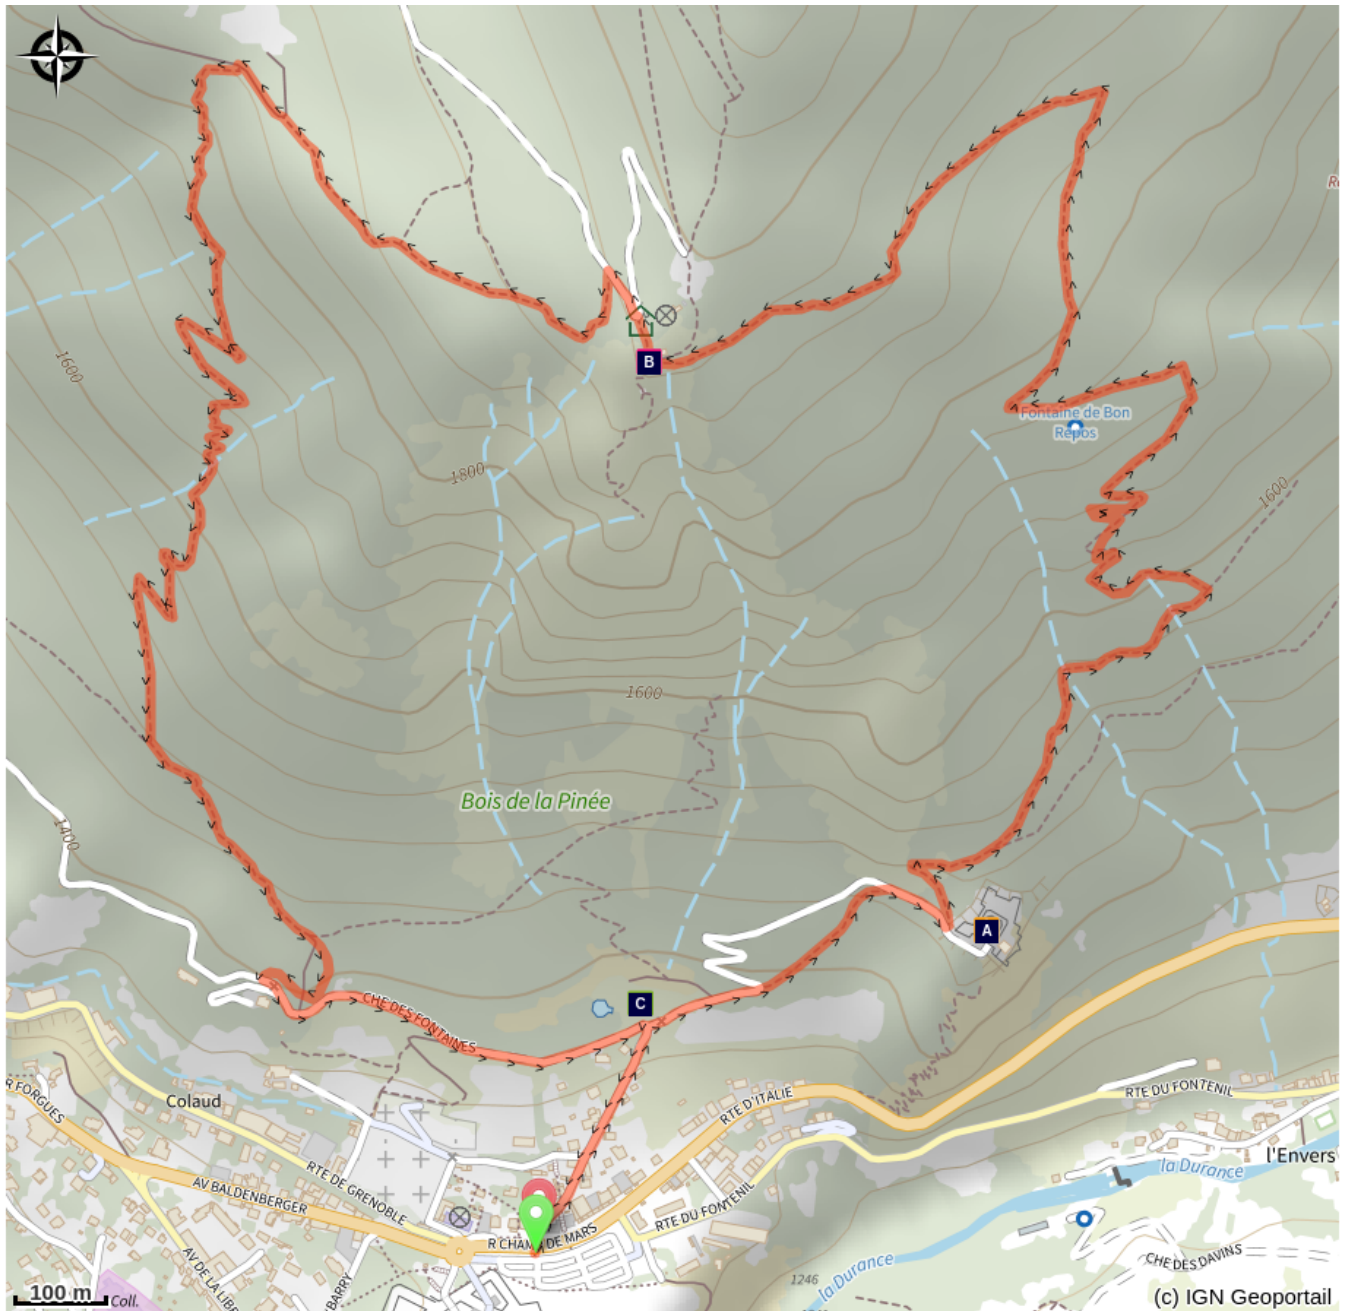 1600
B
Fontaine de Bon
Repos
1800
1600
1600
Bois de la Pinée
1400
A
C
CHE DES FONTAINES
R FORGUES
Colaud
RTE D'ITALIE
RTE DU FONTENIL
l'Envers
la Durance
RTE DE GRENOBLE
AV BALDENBERGER
RTE DU FONTENIL
R CHAMP DE MARS
CHE DES DAVINS
AV DE LA LIBE
BARRY
1246
la Durance
100 m
Coll.
(c) IGN Geoportail